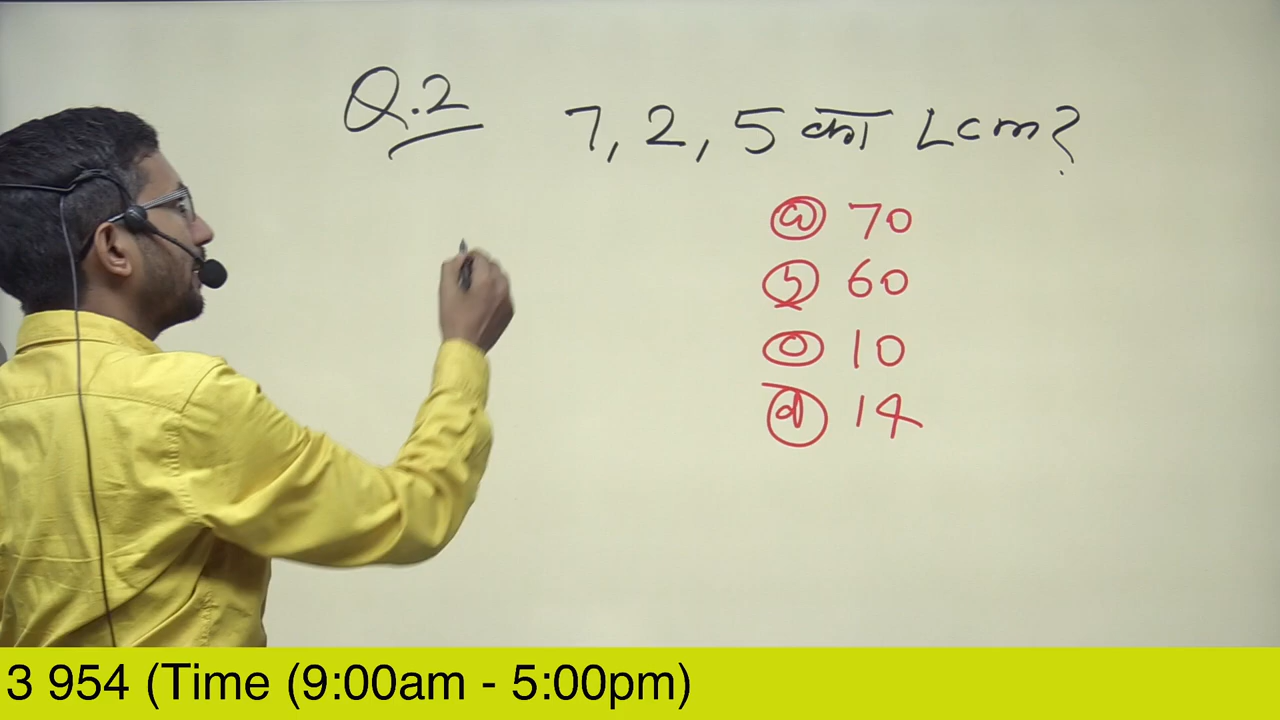 Q.2 7, 2, 5 का Lcm?
ⓐ 70
ⓑ 60
ⓒ 10
ⓓ 14
3 954 (Time (9:00am - 5:00pm)